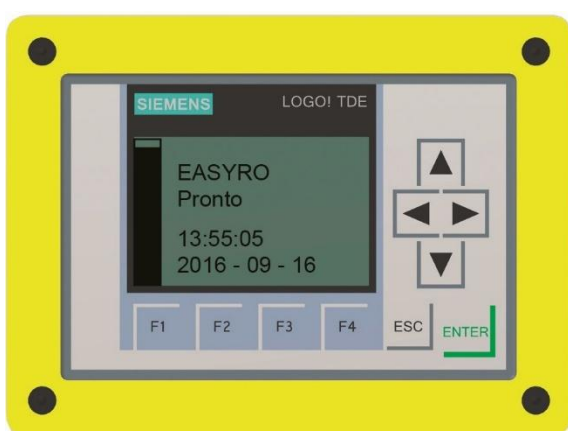 SIEMENS LOGO! TDE
EASYRO
Pronto
13:55:05
2016 - 09 - 16
F1 F2 F3 F4 ESC ENTER